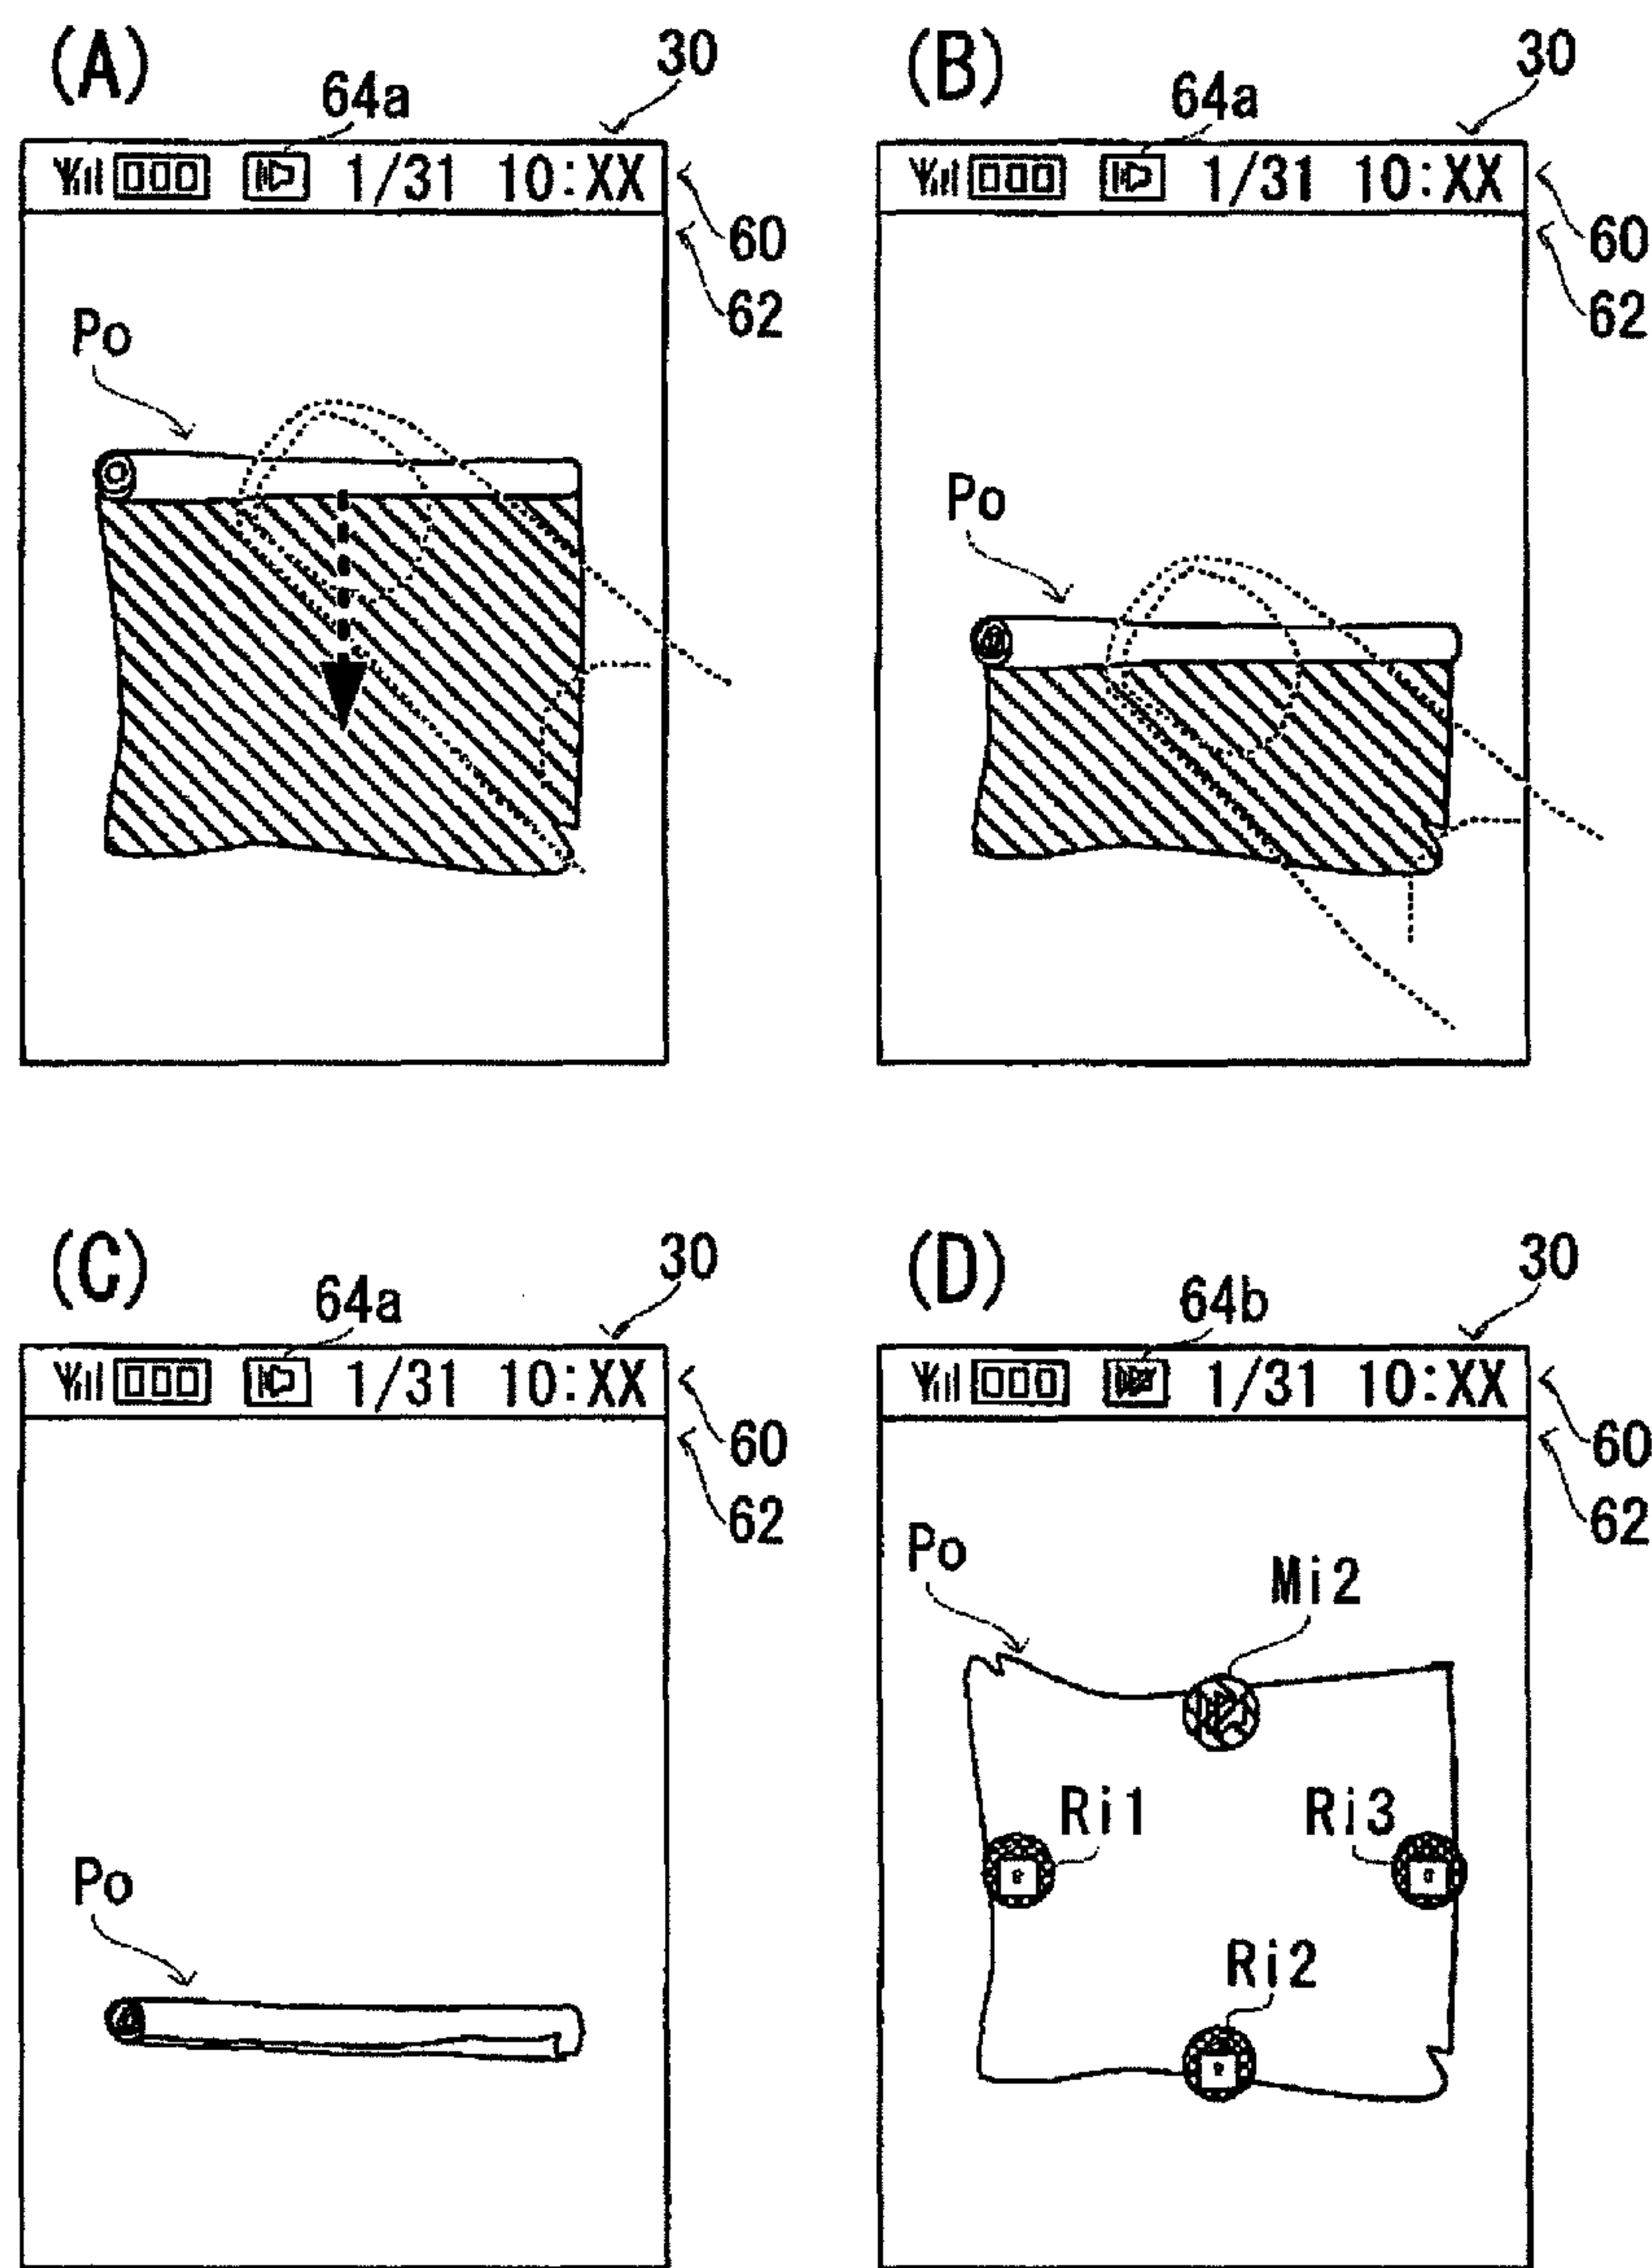 (A)
30
64a
1/31 10:XX
60
62
Po
(B)
30
64a
1/31 10:XX
60
62
Po
(C)
30
64a
1/31 10:XX
60
62
Po
(D)
30
64b
1/31 10:XX
60
62
Po
Mi2
Ri1
Ri3
Ri2